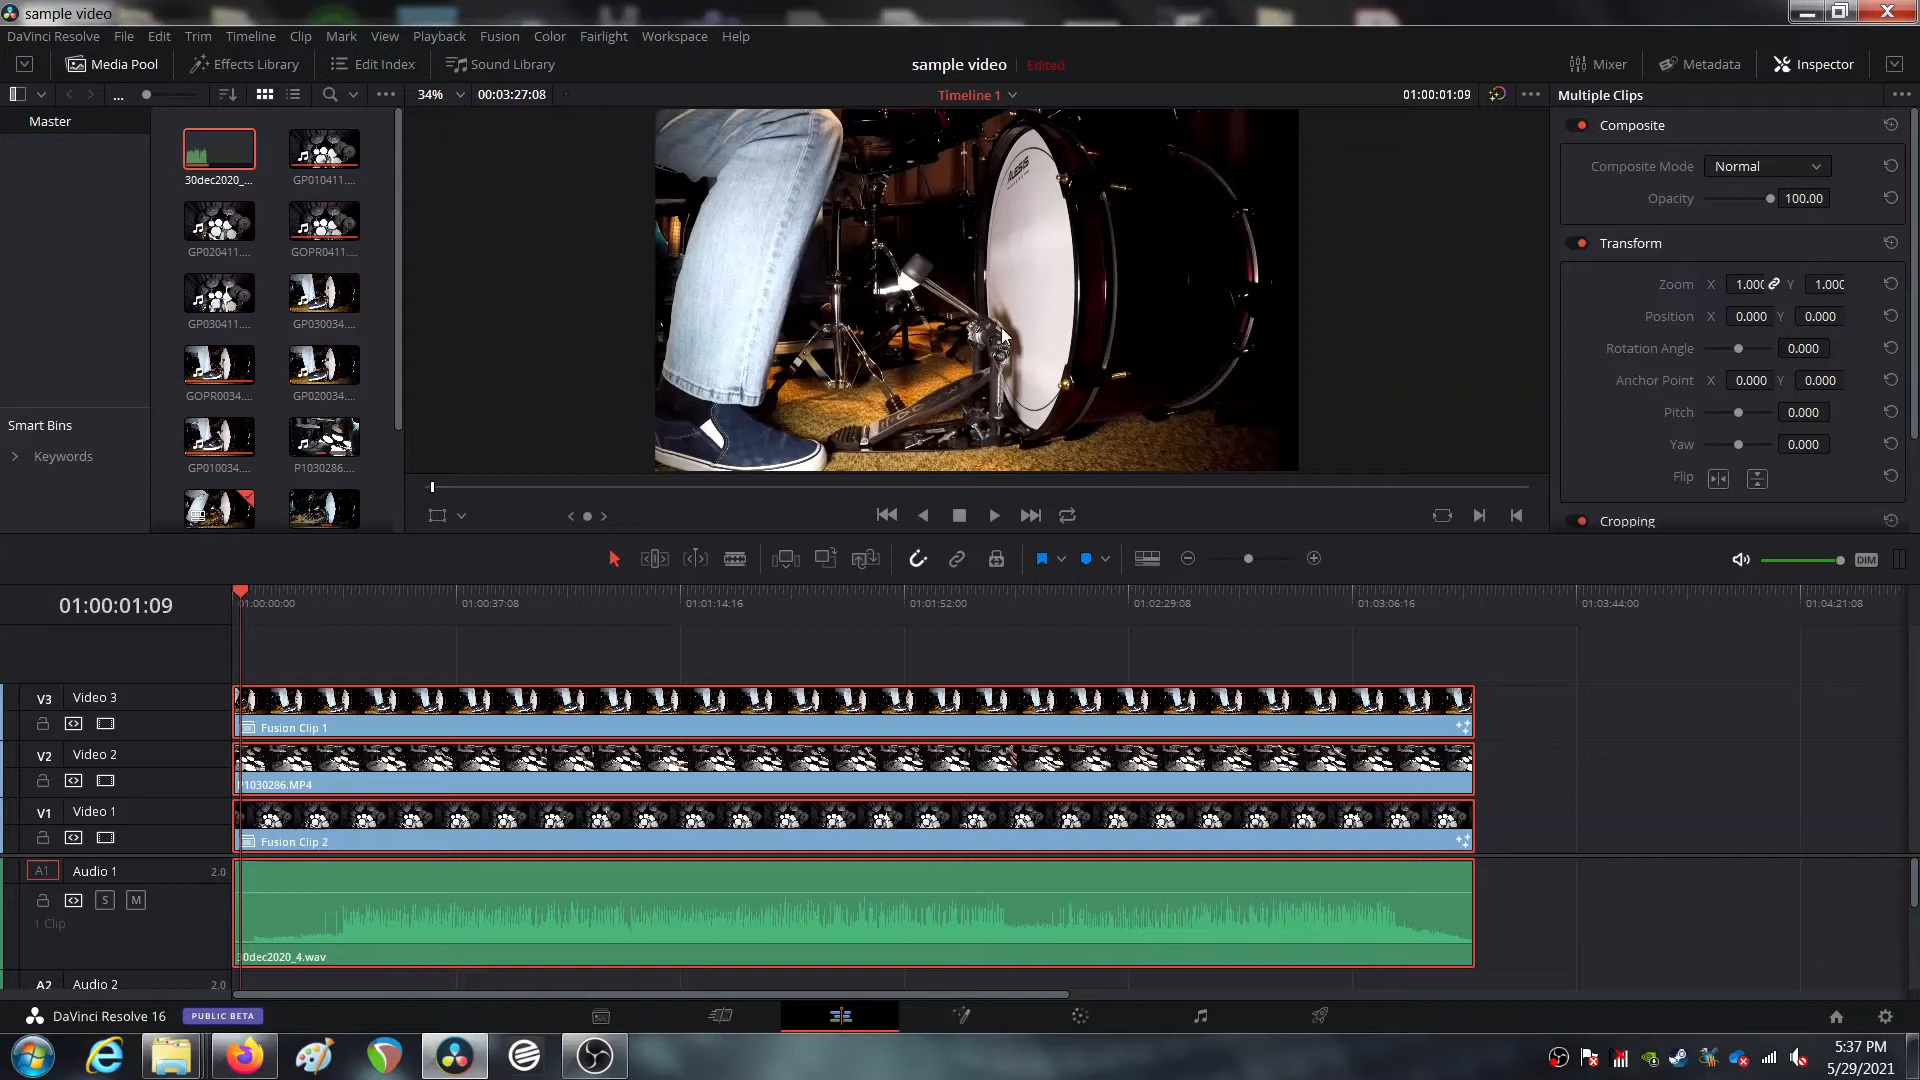 sample video
DaVinci Resolve File Edit Trim Timeline Clip Mark View Playback Fusion Color Fairlight Workspace Help
Media Pool Effects Library Edit Index Sound Library sample video Edited Mixer Metadata Inspector
... 34% 00:03:27:08 Timeline 1 01:00:01:09 Multiple Clips
Master
30dec2020_... GP010411....
GP020411.... GOPR0411....
GP030411.... GP030034....
GOPR0034.... GP020034....
GP010034.... P1030286....
Smart Bins
Keywords
ALESIS
Composite
Composite Mode Normal
Opacity 100.00
Transform
Zoom X 1.000 Y 1.000
Position X 0.000 Y 0.000
Rotation Angle 0.000
Anchor Point X 0.000 Y 0.000
Pitch 0.000
Yaw 0.000
Flip
Cropping
DIM
01:00:01:09
01:00:00:00 01:00:37:08 01:01:14:16 01:01:52:00 01:02:29:08 01:03:06:16 01:03:44:00 01:04:21:08
V3 Video 3
Fusion Clip 1
V2 Video 2
P1030286.MP4
V1 Video 1
Fusion Clip 2
A1 Audio 1 2.0
S M
1 Clip
30dec2020_4.wav
A2 Audio 2 2.0
DaVinci Resolve 16 PUBLIC BETA
5:37 PM
5/29/2021